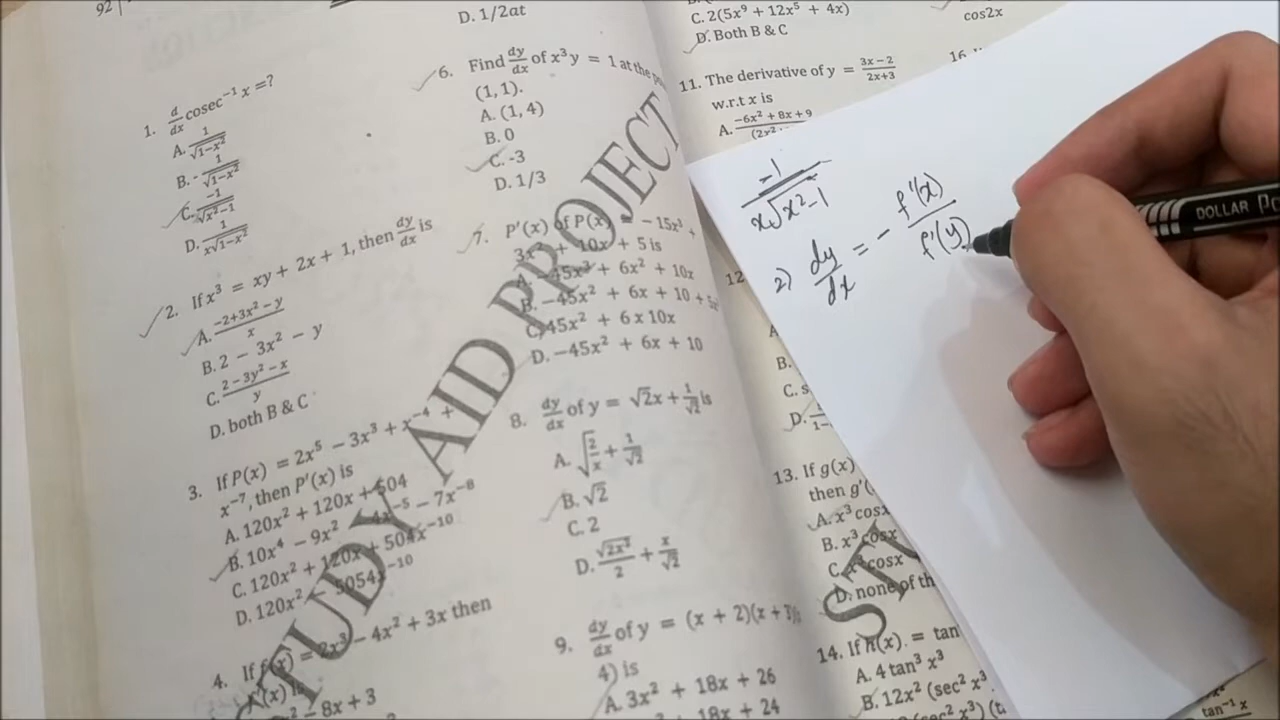 92
1. d/dx cosec⁻¹ x =?
A. 1/√1−x²
B. - 1/√1−x²
C. −1/√x²−1
D. 1/x√1−x²
2. If x³ = xy + 2x + 1, then dy/dx is
A. −2+3x²−y/x
B. 2 − 3x² − y
C. 2−3y²−x/y
D. both B & C
3. If P(x) = 2x⁵ − 3x³ + x⁻⁴ +
x⁻⁷, then P'(x) is
A. 120x² + 120x + 504
B. 10x⁴ − 9x² − 4x⁻⁵ − 7x⁻⁸
C. 120x² + 120x + 504x⁻¹⁰
D. 120x² − 5054x⁻¹⁰
4. If f(x) = 2x³ − 4x² + 3x then
− 8x + 3
D. 1/2at
6. Find dy/dx of x³y = 1 at the
(1, 1).
A. (1, 4)
B. 0
C. -3
D. 1/3
7. P'(x) of P(x) − 15x³ +
3x² + 10x + 5 is
A. −45x³ + 6x² + 10x
B. −45x² + 6x + 10 + 5x
C. 45x² + 6 x 10x
D. −45x² + 6x + 10
8. dy/dx of y = √2x + 1/√2 is
A. √2/x + 1/√2
B. √2
C. 2
D. √2x²/2 + x/√2
9. dy/dx of y = (x + 2)(x +
4) is
A. 3x² + 18x + 26
+ 18x + 24
C. 2(5x⁹ + 12x⁵ + 4x)
D. Both B & C
11. The derivative of y = 3x−2/2x+3
w.r.t x is
A. −6x² + 8x + 9
12
B.
C.
D.
13. If g(x)
then g'(
A. x³ cosx
B. x³ cosx
C. x³ cosx
D. none of th
14. If h(x) = tan
A. 4 tan³ x³
B. 12x² (sec² x³
cos2x
16.
tan⁻¹ x
−1/x√x²−1
2) dy/dx = − f'(x)/f'(y)
STUDY AID PROJECT
ST
DOLLAR